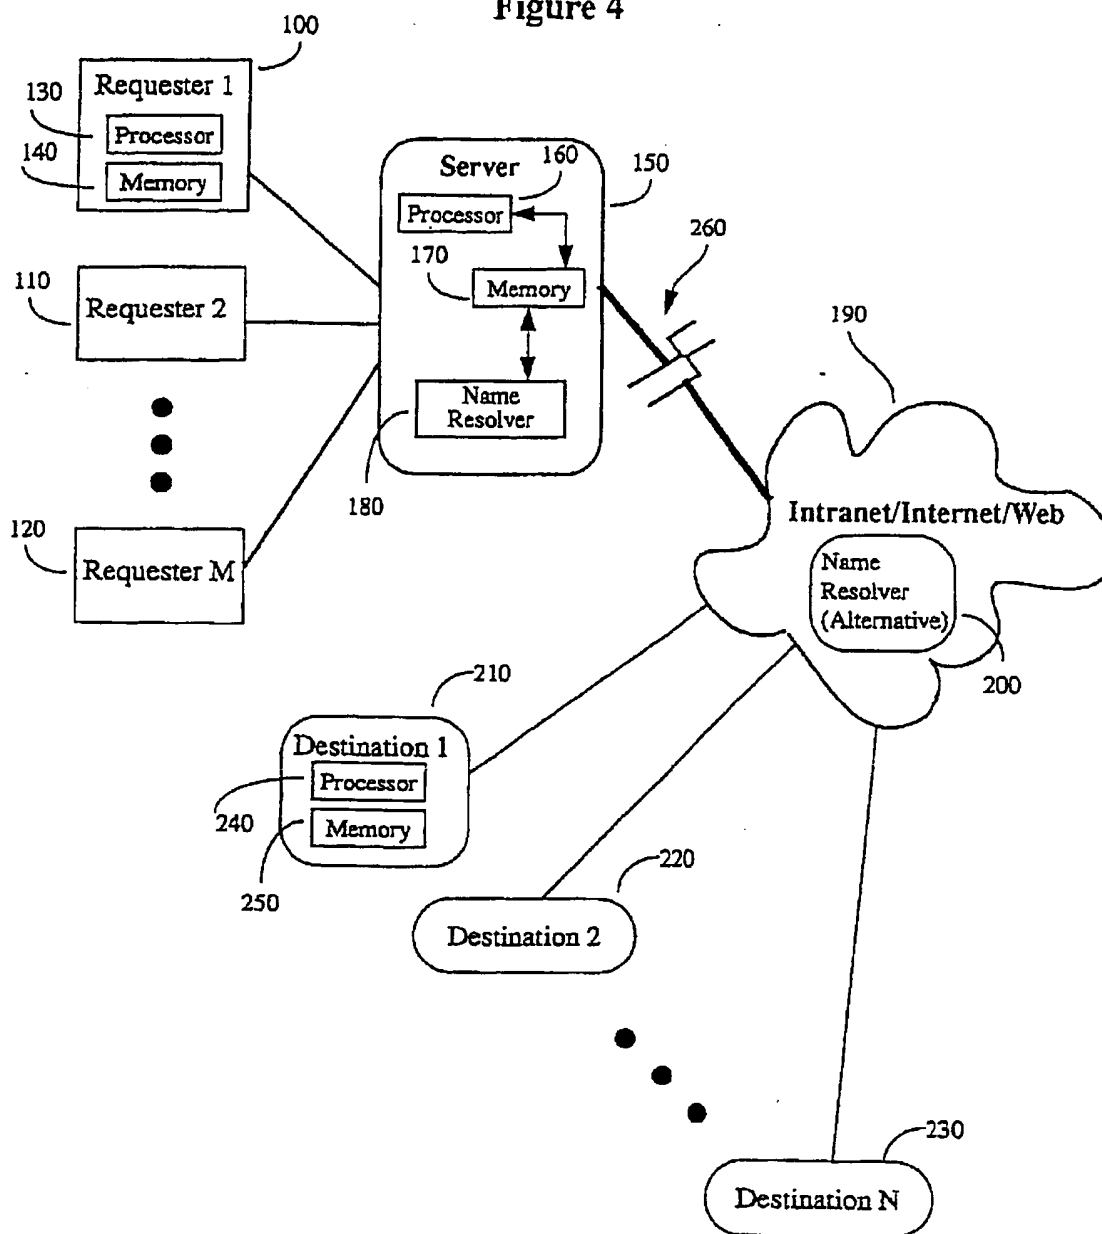 Figure 4
100
Requester 1
130
Processor
140
Memory
110
Requester 2
120
Requester M
Server
160
150
Processor
170
Memory
Name
Resolver
180
260
190
Intranet/Internet/Web
Name
Resolver
(Alternative)
200
210
Destination 1
Processor
240
Memory
250
220
Destination 2
230
Destination N